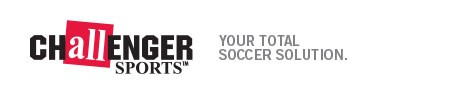 CHallENGER
SPORTS™
YOUR TOTAL
SOCCER SOLUTION.